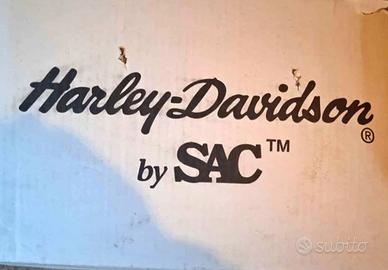 Harley-Davidson®
by SAC™
subito